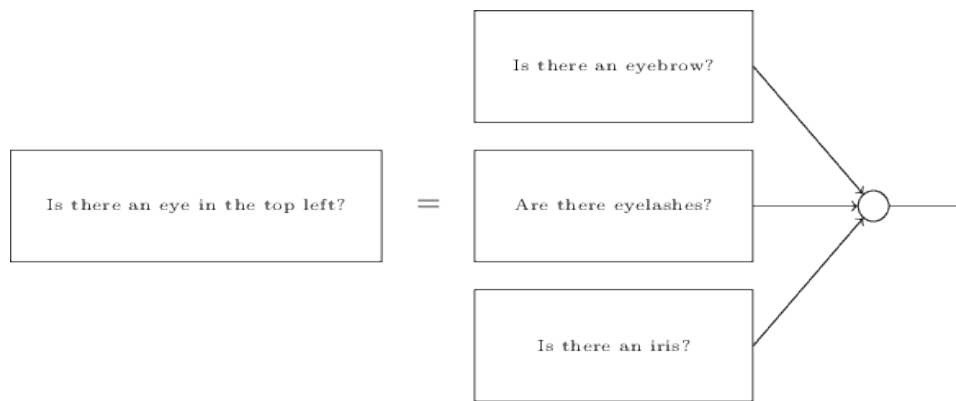 Is there an eyebrow?
Is there an eye in the top left?
=
Are there eyelashes?
Is there an iris?